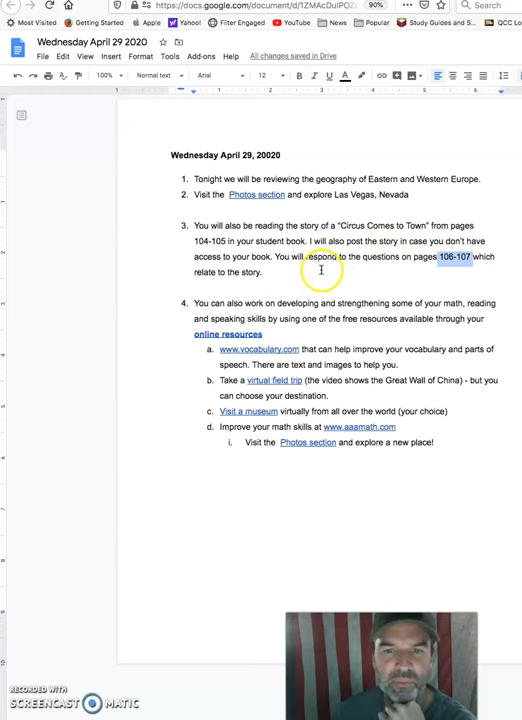 https://docs.google.com/document/d/1ZMAcDulPOZ 90%
Most Visited Getting Started Yahoo! Filter Engaged YouTube News Popular Study Guides and S...
Wednesday April 29 2020
File Edit View Insert Format Tools Add-ons Help All changes saved in Drive
100% Normal text Arial 12 B I U A
Wednesday April 29, 20020
1. Tonight we will be reviewing the geography of Eastern and Western Europe.
2. Visit the Photos section and explore Las Vegas, Nevada
3. You will also be reading the story of a “Circus Comes to Town” from pages
104-105 in your student book. I will also post the story in case you don’t have
access to your book. You will respond to the questions on pages 106-107 which
relate to the story.
4. You can also work on developing and strengthening some of your math, reading
and speaking skills by using one of the free resources available through your
online resources
a. www.vocabulary.com that can help improve your vocabulary and parts of
speech. There are text and images to help you.
b. Take a virtual field trip (the video shows the Great Wall of China) - but you
can choose your destination.
c. Visit a museum virtually from all over the world (your choice)
d. Improve your math skills at www.aaamath.com
i. Visit the Photos section and explore a new place!
RECORDED WITH
SCREENCAST MATIC